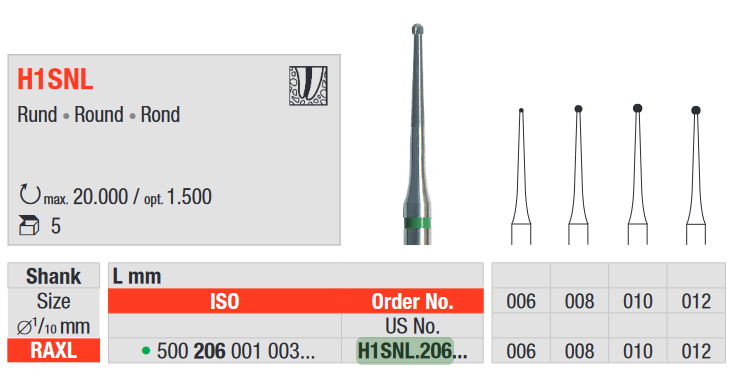 H1SNL
Rund • Round • Rond
max. 20.000 / opt. 1.500
5
Shank L mm
Size ISO Order No. 006 008 010 012
⌀1/10 mm US No.
RAXL • 500 206 001 003... H1SNL.206... 006 008 010 012